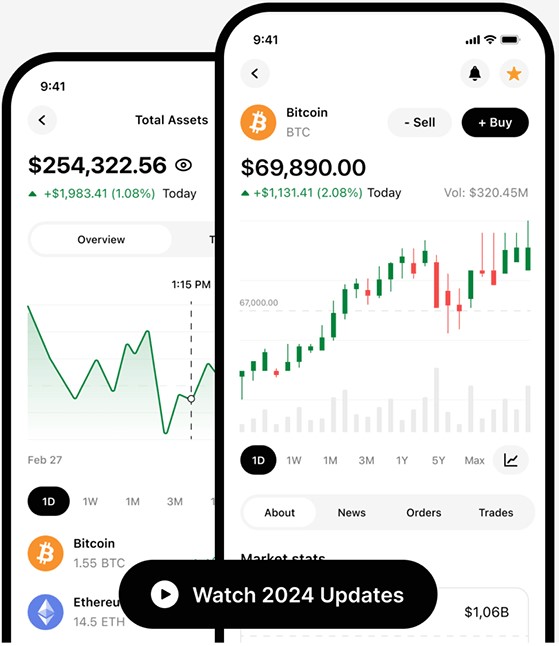 9:41
Total Assets
$254,322.56
+$1,983.41 (1.08%) Today
Overview
1:15 PM
Feb 27
1D 1W 1M 3M
Bitcoin
1.55 BTC
14.5 ETH
9:41
Bitcoin
BTC
- Sell
+ Buy
$69,890.00
+$1,131.41 (2.08%) Today
Vol: $320.45M
67,000.00
1D 1W 1M 3M 1Y 5Y Max
About News Orders Trades
Market stats
$1,06B
Watch 2024 Updates